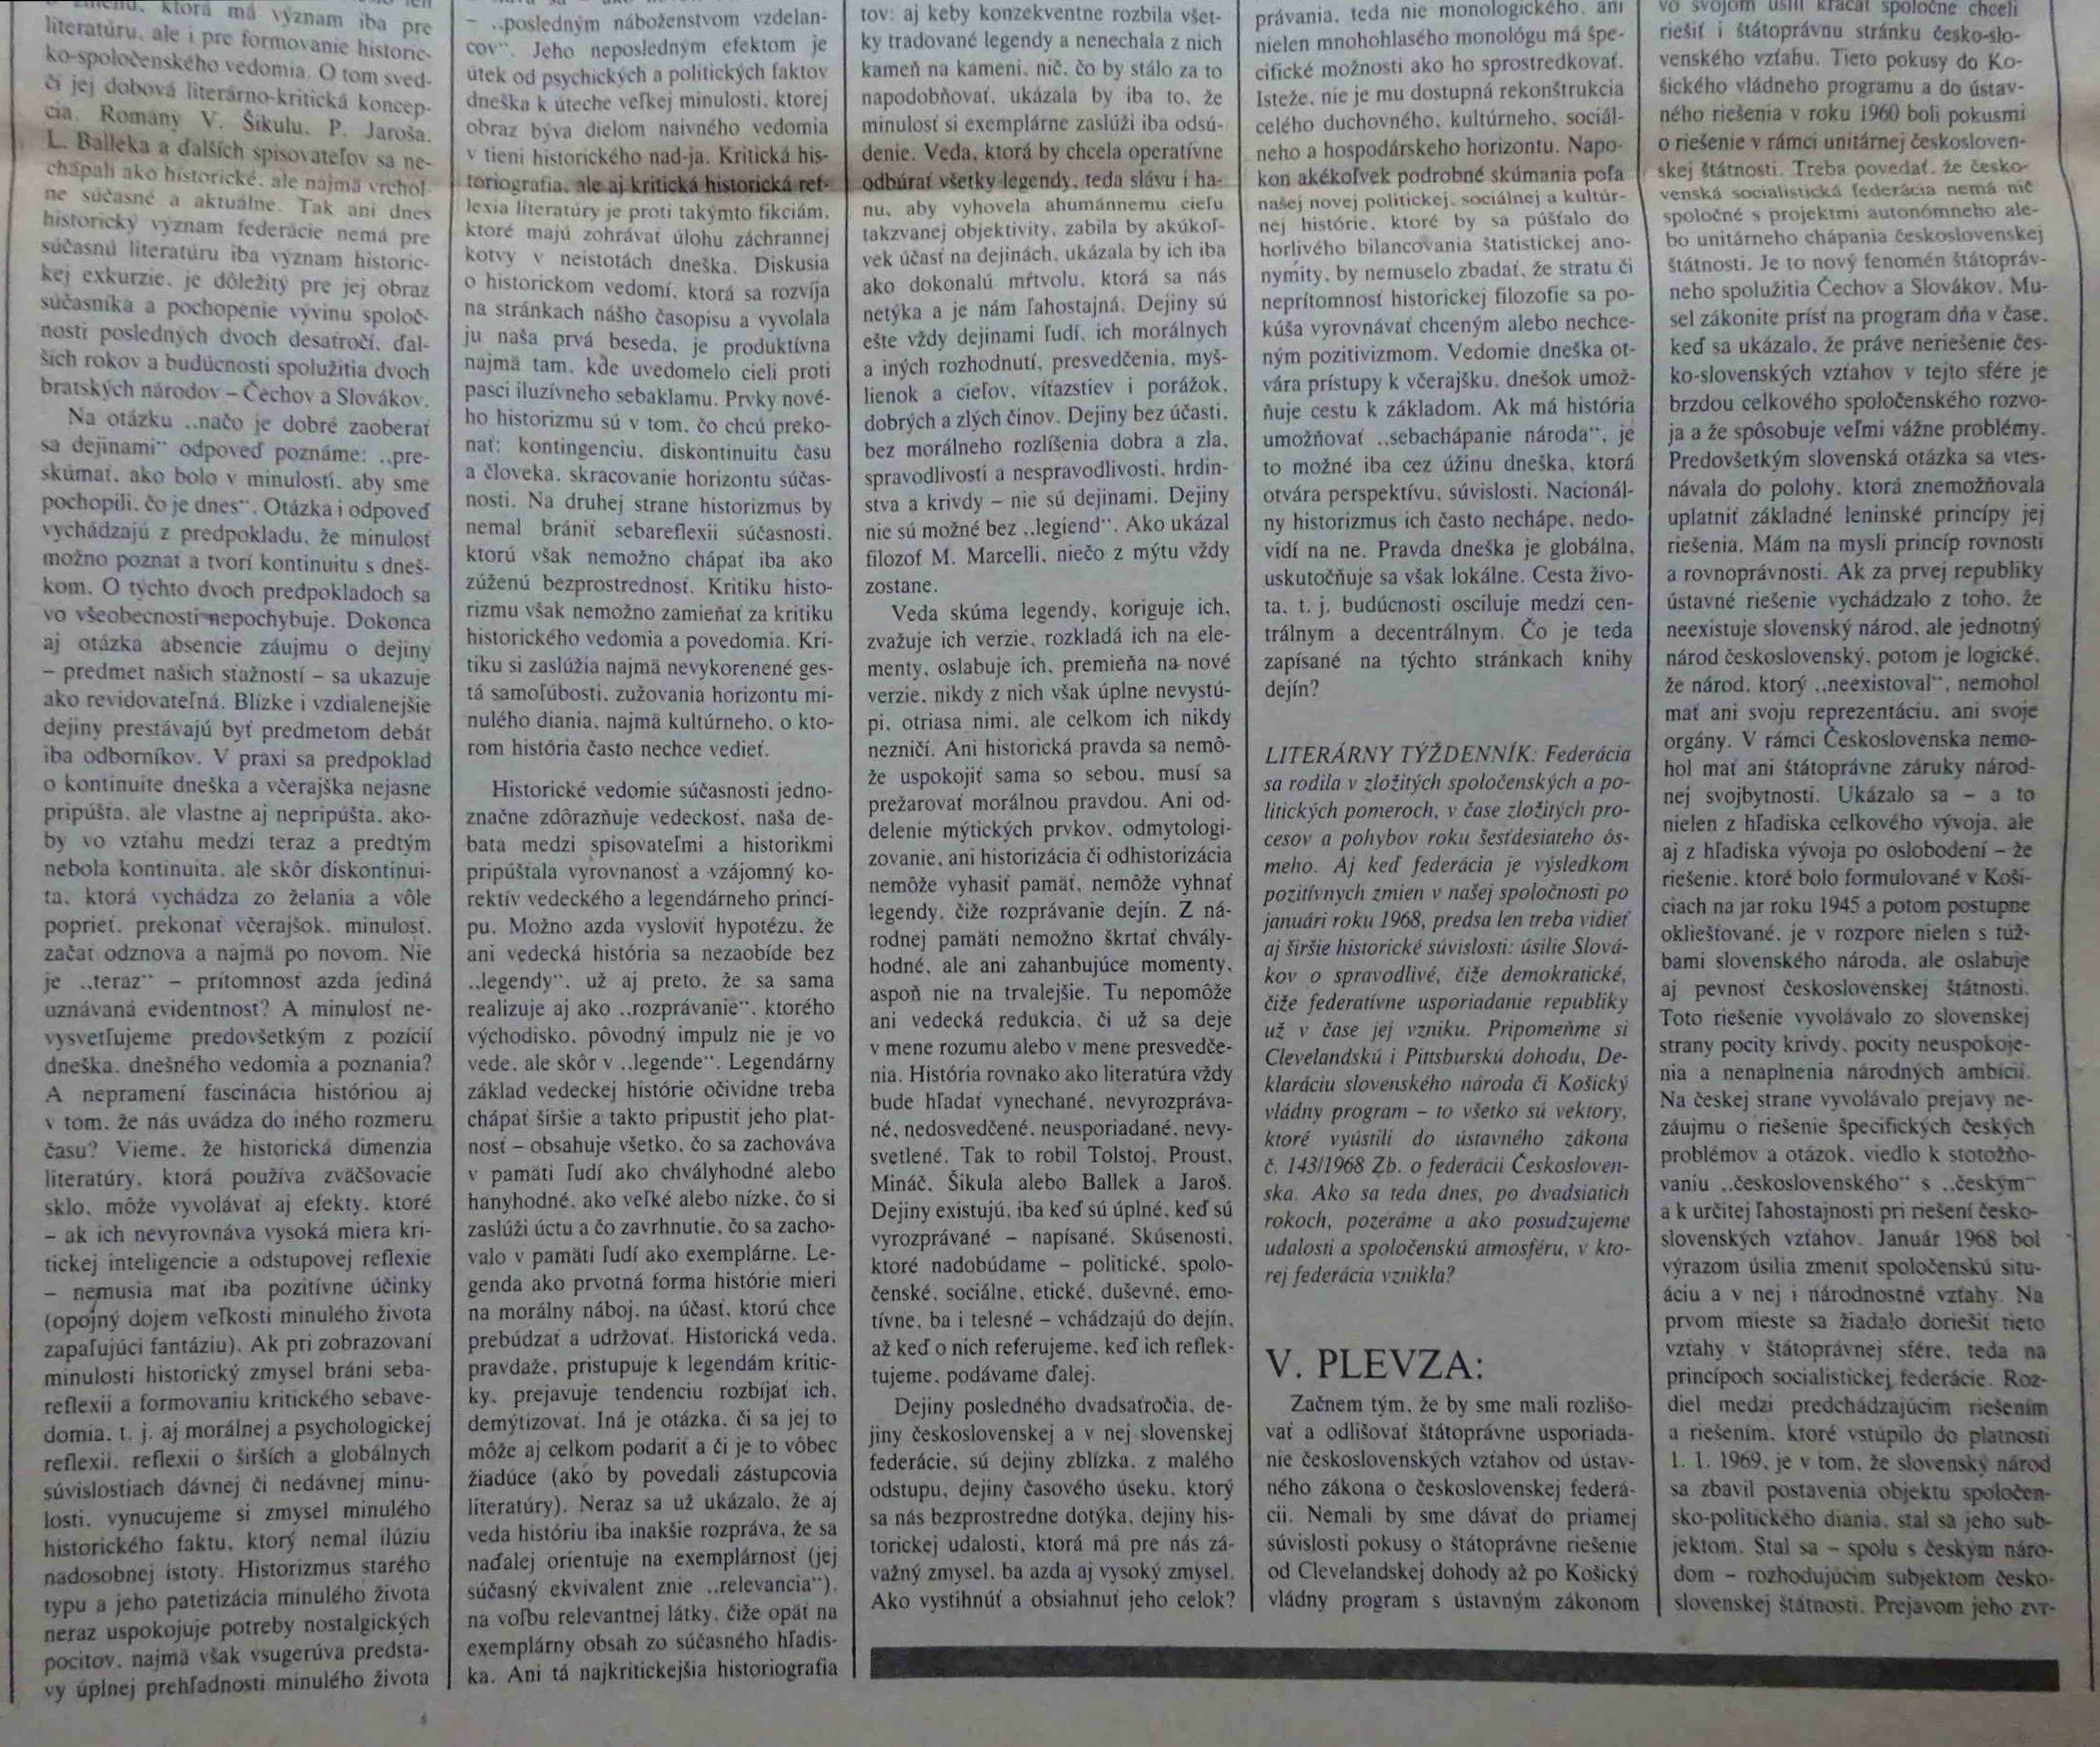 zmenu, ktorá má význam iba pre
literatúru, ale i pre formovanie historic-
ko-spoločenského vedomia. O tom sved-
čí jej dobová literárno-kritická koncep-
cia. Romány V. Šikulu, P. Jaroša,
L. Balleka a ďalších spisovateľov sa ne-
chápali ako historické, ale najmä vrchol-
ne súčasné a aktuálne. Tak ani dnes
historický význam federácie nemá pre
súčasnú literatúru iba význam historic-
kej exkurzie, je dôležitý pre jej obraz
súčasníka a pochopenie vývinu spoloč-
nosti posledných dvoch desaťročí, ďal-
ších rokov a budúcnosti spolužitia dvoch
bratských národov – Čechov a Slovákov.
Na otázku „načo je dobré zaoberať
sa dejinami“ odpoveď poznáme: „pre-
skúmať, ako bolo v minulosti, aby sme
pochopili, čo je dnes“. Otázka i odpoveď
vychádzajú z predpokladu, že minulosť
možno poznať a tvorí kontinuitu s dneš-
kom. O týchto dvoch predpokladoch sa
vo všeobecnosti nepochybuje. Dokonca
aj otázka absencie záujmu o dejiny
– predmet našich sťažností – sa ukazuje
ako revidovateľná. Blízke i vzdialenejšie
dejiny prestávajú byť predmetom debát
iba odborníkov. V praxi sa predpoklad
o kontinuite dneška a včerajška nejasne
pripúšťa, ale vlastne aj nepripúšťa, ako-
by vo vzťahu medzi teraz a predtým
nebola kontinuita, ale skôr diskontinui-
ta, ktorá vychádza zo želania a vôle
poprieť, prekonať včerajšok, minulosť,
začať odznova a najmä po novom. Nie
je „teraz“ – prítomnosť azda jediná
uznávaná evidentnosť? A minulosť ne-
vysvetľujeme predovšetkým z pozícií
dneška, dnešného vedomia a poznania?
A nepramení fascinácia históriou aj
v tom, že nás uvádza do iného rozmeru
času? Vieme, že historická dimenzia
literatúry, ktorá používa zväčšovacie
sklo, môže vyvolávať aj efekty, ktoré
– ak ich nevyrovnáva vysoká miera kri-
tickej inteligencie a odstupovej reflexie
– nemusia mať iba pozitívne účinky
(opojný dojem veľkosti minulého života
zapaľujúci fantáziu). Ak pri zobrazovaní
minulosti historický zmysel bráni seba-
reflexii a formovaniu kritického sebave-
domia, t. j. aj morálnej a psychologickej
reflexii, reflexii o širších a globálnych
súvislostiach dávnej či nedávnej minu-
losti, vynucujeme si zmysel minulého
historického faktu, ktorý nemal ilúziu
nadosobnej istoty. Historizmus starého
typu a jeho patetizácia minulého života
neraz uspokojuje potreby nostalgických
pocitov, najmä však vsugerúva predsta-
vy úplnej prehľadnosti minulého života
– „posledným náboženstvom vzdelan-
cov“. Jeho neposledným efektom je
útek od psychických a politických faktov
dneška k úteche veľkej minulosti, ktorej
obraz býva dielom naivného vedomia
v tieni historického nad-ja. Kritická his-
toriografia, ale aj kritická historická ref-
lexia literatúry je proti takýmto fikciám,
ktoré majú zohrávať úlohu záchrannej
kotvy v neistotách dneška. Diskusia
o historickom vedomí, ktorá sa rozvíja
na stránkach nášho časopisu a vyvolala
ju naša prvá beseda, je produktívna
najmä tam, kde uvedomelo cieli proti
pasci iluzívneho sebaklamu. Prvky nové-
ho historizmu sú v tom, čo chcú preko-
nať: kontingenciu, diskontinuitu času
a človeka, skracovanie horizontu súčas-
nosti. Na druhej strane historizmus by
nemal brániť sebareflexii súčasnosti,
ktorú však nemožno chápať iba ako
zúženú bezprostrednosť. Kritiku histo-
rizmu však nemožno zamieňať za kritiku
historického vedomia a povedomia. Kri-
tiku si zaslúžia najmä nevykorenené ges-
tá samoľúbosti, zužovania horizontu mi-
nulého diania, najmä kultúrneho, o kto-
rom história často nechce vedieť.
Historické vedomie súčasnosti jedno-
značne zdôrazňuje vedeckosť, naša de-
bata medzi spisovateľmi a historikmi
pripúšťala vyrovnanosť a vzájomný ko-
rektív vedeckého a legendárneho princí-
pu. Možno azda vysloviť hypotézu, že
ani vedecká história sa nezaobíde bez
„legendy“, už aj preto, že sa sama
realizuje aj ako „rozprávanie“, ktorého
východisko, pôvodný impulz nie je vo
vede, ale skôr v „legende“. Legendárny
základ vedeckej histórie očividne treba
chápať širšie a takto pripustiť jeho plat-
nosť – obsahuje všetko, čo sa zachováva
v pamäti ľudí ako chválýhodné alebo
hanyhodné, ako veľké alebo nízke, čo si
zaslúži úctu a čo zavrhnutie, čo sa zacho-
valo v pamäti ľudí ako exemplárne. Le-
genda ako prvotná forma histórie mieri
na morálny náboj, na účasť, ktorú chce
prebúdzať a udržovať. Historická veda,
pravdaže, pristupuje k legendám kritic-
ky, prejavuje tendenciu rozbíjať ich,
demýtizovať. Iná je otázka, či sa jej to
môže aj celkom podariť a či je to vôbec
žiadúce (ako by povedali zástupcovia
literatúry). Neraz sa už ukázalo, že aj
veda históriu iba inakšie rozpráva, že sa
naďalej orientuje na exemplárnosť (jej
súčasný ekvivalent znie „relevancia“),
na voľbu relevantnej látky, čiže opäť na
exemplárny obsah zo súčasného hľadis-
ka. Ani tá najkritickejšia historiografia
tov: aj keby konzekventne rozbila všet-
ky tradované legendy a nenechala z nich
kameň na kameni, nič, čo by stálo za to
napodobňovať, ukázala by iba to, že
minulosť si exemplárne zaslúži iba odsú-
denie. Veda, ktorá by chcela operatívne
odbúrať všetky legendy, teda slávu i ha-
nu, aby vyhovela ahumánnemu cieľu
takzvanej objektivity, zabila by akúkoľ-
vek účasť na dejinách, ukázala by ich iba
ako dokonalú mŕtvolu, ktorá sa nás
netýka a je nám ľahostajná. Dejiny sú
ešte vždy dejinami ľudí, ich morálnych
a iných rozhodnutí, presvedčenia, myš-
lienok a cieľov, víťazstiev i porážok,
dobrých a zlých činov. Dejiny bez účasti,
bez morálneho rozlíšenia dobra a zla,
spravodlivosti a nespravodlivosti, hrdin-
stva a krivdy – nie sú dejinami. Dejiny
nie sú možné bez „legiend“. Ako ukázal
filozof M. Marcelli, niečo z mýtu vždy
zostane.
Veda skúma legendy, koriguje ich,
zvažuje ich verzie, rozkladá ich na ele-
menty, oslabuje ich, premieňa na nové
verzie, nikdy z nich však úplne nevystú-
pi, otriasa nimi, ale celkom ich nikdy
nezničí. Ani historická pravda sa nemô-
že uspokojiť sama so sebou, musí sa
prežarovať morálnou pravdou. Ani od-
delenie mýtických prvkov, odmytologi-
zovanie, ani historizácia či odhistorizácia
nemôže vyhasiť pamäť, nemôže vyhnať
legendy, čiže rozprávanie dejín. Z ná-
rodnej pamäti nemožno škrtať chvály-
hodné, ale ani zahanbujúce momenty,
aspoň nie na trvalejšie. Tu nepomôže
ani vedecká redukcia, či už sa deje
v mene rozumu alebo v mene presvedče-
nia. História rovnako ako literatúra vždy
bude hľadať vynechané, nevyrozpráva-
né, nedosvedčené, neusporiadané, nevy-
svetlené. Tak to robil Tolstoj, Proust,
Mináč, Šikula alebo Ballek a Jaroš.
Dejiny existujú, iba keď sú úplné, keď sú
vyrozprávané – napísané. Skúsenosti,
ktoré nadobúdame – politické, spolo-
čenské, sociálne, etické, duševné, emo-
tívne, ba i telesné – vchádzajú do dejín,
až keď o nich referujeme, keď ich reflek-
tujeme, podávame ďalej.
Dejiny posledného dvadsaťročia, de-
jiny československej a v nej slovenskej
federácie, sú dejiny zblízka, z malého
odstupu, dejiny časového úseku, ktorý
sa nás bezprostredne dotýka, dejiny his-
torickej udalosti, ktorá má pre nás zá-
važný zmysel, ba azda aj vysoký zmysel.
Ako vystihnúť a obsiahnuť jeho celok?
právania, teda nie monologického, ani
nielen mnohohlasého monológu má špe-
cifické možnosti ako ho sprostredkovať.
Isteže, nie je mu dostupná rekonštrukcia
celého duchovného, kultúrneho, sociál-
neho a hospodárskeho horizontu. Napo-
kon akékoľvek podrobné skúmania poľa
našej novej politickej, sociálnej a kultúr-
nej histórie, ktoré by sa púšťalo do
horlivého bilancovania štatistickej ano-
nymity, by nemuselo zbadať, že stratu či
neprítomnosť historickej filozofie sa po-
kúša vyrovnávať chceným alebo nechce-
ným pozitivizmom. Vedomie dneška ot-
vára prístupy k včerajšku, dnešok umož-
ňuje cestu k základom. Ak má história
umožňovať „sebachápanie národa“, je
to možné iba cez úžinu dneška, ktorá
otvára perspektívu, súvislosti. Nacionál-
ny historizmus ich často nechápe, nedo-
vidí na ne. Pravda dneška je globálna,
uskutočňuje sa však lokálne. Cesta živo-
ta, t. j. budúcnosti osciluje medzi cen-
trálnym a decentrálnym. Čo je teda
zapísané na týchto stránkach knihy
dejín?
LITERÁRNY TÝŽDENNÍK: Federácia
sa rodila v zložitých spoločenských a po-
litických pomeroch, v čase zložitých pro-
cesov a pohybov roku šesťdesiateho ôs-
meho. Aj keď federácia je výsledkom
pozitívnych zmien v našej spoločnosti po
januári roku 1968, predsa len treba vidieť
aj širšie historické súvislosti: úsilie Slová-
kov o spravodlivé, čiže demokratické,
čiže federatívne usporiadanie republiky
už v čase jej vzniku. Pripomeňme si
Clevelandskú i Pittsburskú dohodu, De-
klaráciu slovenského národa či Košický
vládny program – to všetko sú vektory,
ktoré vyústili do ústavného zákona
č. 143/1968 Zb. o federácii Českosloven-
ska. Ako sa teda dnes, po dvadsiatich
rokoch, pozeráme a ako posudzujeme
udalosti a spoločenskú atmosféru, v kto-
rej federácia vznikla?
V. PLEVZA:
Začnem tým, že by sme mali rozlišo-
vať a odlišovať štátoprávne usporiada-
nie československých vzťahov od ústav-
ného zákona o československej federá-
cii. Nemali by sme dávať do priamej
súvislosti pokusy o štátoprávne riešenie
od Clevelandskej dohody až po Košický
vládny program s ústavným zákonom
vo svojom úsilí kráčať spoločne chceli
riešiť i štátoprávnu stránku česko-slo-
venského vzťahu. Tieto pokusy do Ko-
šického vládneho programu a do ústav-
ného riešenia v roku 1960 boli pokusmi
o riešenie v rámci unitárnej českosloven-
skej štátnosti. Treba povedať, že česko-
venská socialistická federácia nemá nič
spoločné s projektmi autonómneho ale-
bo unitárneho chápania československej
štátnosti. Je to nový fenomén štátopráv-
neho spolužitia Čechov a Slovákov. Mu-
sel zákonite prísť na program dňa v čase,
keď sa ukázalo, že práve neriešenie čes-
ko-slovenských vzťahov v tejto sfére je
brzdou celkového spoločenského rozvo-
ja a že spôsobuje veľmi vážne problémy.
Predovšetkým slovenská otázka sa vtes-
návala do polohy, ktorá znemožňovala
uplatniť základné leninské princípy jej
riešenia. Mám na mysli princíp rovnosti
a rovnoprávnosti. Ak za prvej republiky
ústavné riešenie vychádzalo z toho, že
neexistuje slovenský národ, ale jednotný
národ československý, potom je logické,
že národ, ktorý „neexistoval“, nemohol
mať ani svoju reprezentáciu, ani svoje
orgány. V rámci Československa nemo-
hol mať ani štátoprávne záruky národ-
nej svojbytnosti. Ukázalo sa – a to
nielen z hľadiska celkového vývoja, ale
aj z hľadiska vývoja po oslobodení – že
riešenie, ktoré bolo formulované v Koši-
ciach na jar roku 1945 a potom postupne
okliešťované, je v rozpore nielen s túž-
bami slovenského národa, ale oslabuje
aj pevnosť československej štátnosti.
Toto riešenie vyvolávalo zo slovenskej
strany pocity krivdy, pocity neuspokoje-
nia a nenaplnenia národných ambícií.
Na českej strane vyvolávalo prejavy ne-
záujmu o riešenie špecifických českých
problémov a otázok, viedlo k stotožňo-
vaniu „československého“ s „českým“
a k určitej ľahostajnosti pri riešení česko-
slovenských vzťahov. Január 1968 bol
výrazom úsilia zmeniť spoločenskú situ-
áciu a v nej i národnostné vzťahy. Na
prvom mieste sa žiadalo doriešiť tieto
vzťahy v štátoprávnej sfére, teda na
princípoch socialistickej federácie. Roz-
diel medzi predchádzajúcim riešením
a riešením, ktoré vstúpilo do platnosti
1. 1. 1969, je v tom, že slovenský národ
sa zbavil postavenia objektu spoločen-
sko-politického diania, stal sa jeho sub-
jektom. Stal sa – spolu s českým náro-
dom – rozhodujúcim subjektom česko-
slovenskej štátnosti. Prejavom jeho zvr-